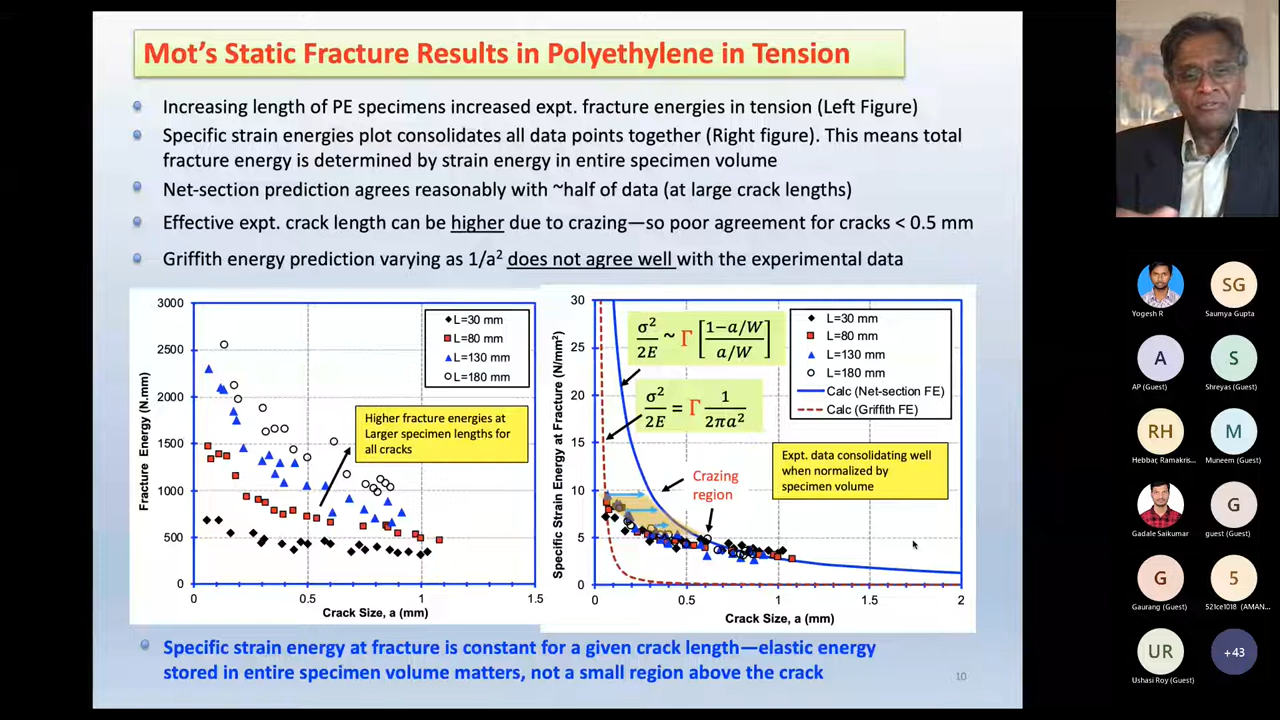 Mot's Static Fracture Results in Polyethylene in Tension
Increasing length of PE specimens increased expt. fracture energies in tension (Left Figure)
Specific strain energies plot consolidates all data points together (Right figure). This means total
fracture energy is determined by strain energy in entire specimen volume
Net-section prediction agrees reasonably with ~half of data (at large crack lengths)
Effective expt. crack length can be higher due to crazing—so poor agreement for cracks < 0.5 mm
Griffith energy prediction varying as 1/a² does not agree well with the experimental data
3000
2500
2000
1500
1000
500
0
Fracture Energy (N.mm)
0
0.5
1
1.5
Crack Size, a (mm)
L=30 mm
L=80 mm
L=130 mm
L=180 mm
Higher fracture energies at
Larger specimen lengths for
all cracks
30
25
20
15
10
5
0
Specific Strain Energy at Fracture (N/mm²)
0
0.5
1
1.5
2
Crack Size, a (mm)
σ²/2E ~ Γ [1−a/W / a/W]
σ²/2E = Γ 1/2πa²
L=30 mm
L=80 mm
L=130 mm
L=180 mm
Calc (Net-section FE)
Calc (Griffith FE)
Expt. data consolidating well
when normalized by
specimen volume
Crazing
region
Specific strain energy at fracture is constant for a given crack length—elastic energy
stored in entire specimen volume matters, not a small region above the crack
10
Yogesh R
SG
Saumya Gupta
A
AP (Guest)
S
Shreyas (Guest)
RH
Hebbar, Ramakris...
M
Muneem (Guest)
Gadale Saikumar
G
guest (Guest)
G
Gaurang (Guest)
5
521ce1018 (AMAN...
UR
Ushasi Roy (Guest)
+43